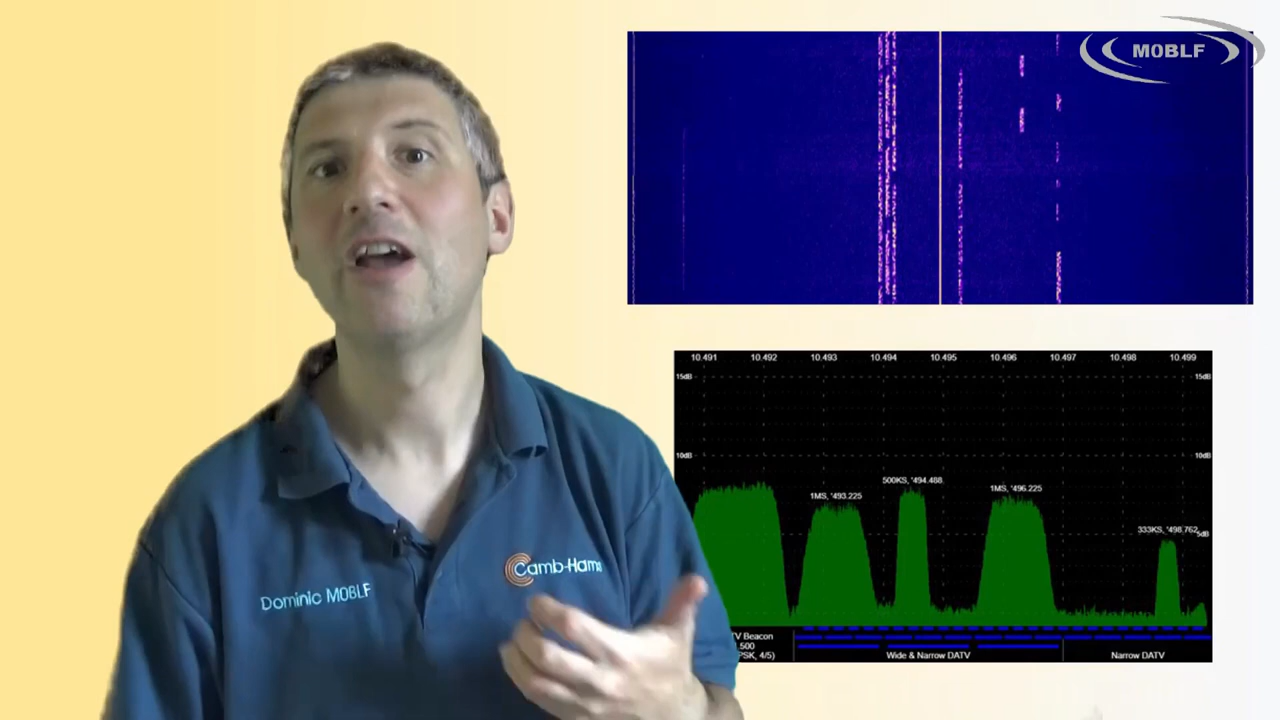 MOBLF
10.491 10.492 10.493 10.494 10.495 10.496 10.497 10.498 10.499
15dB 15dB
10dB 10dB
500KS, '494.488
1MS, '493.225 1MS, '496.225
333KS, '498.762
5dB
TV Beacon
.500
PSK, 4/5)
Wide & Narrow DATV Narrow DATV
Dominic M0BLF
Camb-Hams